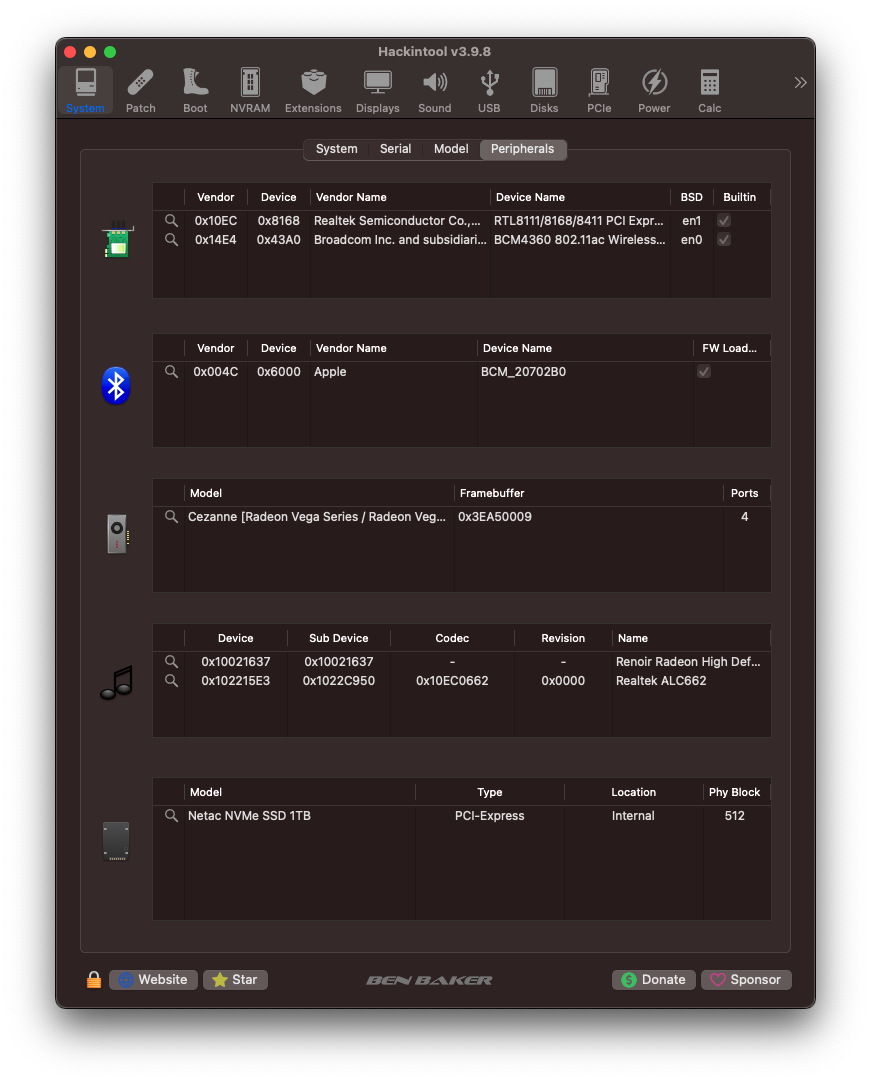 Hackintool v3.9.8
System Patch Boot NVRAM Extensions Displays Sound USB Disks PCIe Power Calc
System Serial Model Peripherals
Vendor Device Vendor Name Device Name BSD Builtin
0x10EC 0x8168 Realtek Semiconductor Co.,... RTL8111/8168/8411 PCI Expr... en1
0x14E4 0x43A0 Broadcom Inc. and subsidiari... BCM4360 802.11ac Wireless... en0
Vendor Device Vendor Name Device Name FW Load...
0x004C 0x6000 Apple BCM_20702B0
Model Framebuffer Ports
Cezanne [Radeon Vega Series / Radeon Veg... 0x3EA50009 4
Device Sub Device Codec Revision Name
0x10021637 0x10021637 - - Renoir Radeon High Def...
0x102215E3 0x1022C950 0x10EC0662 0x0000 Realtek ALC662
Model Type Location Phy Block
Netac NVMe SSD 1TB PCI-Express Internal 512
Website Star BEN BAKER Donate Sponsor